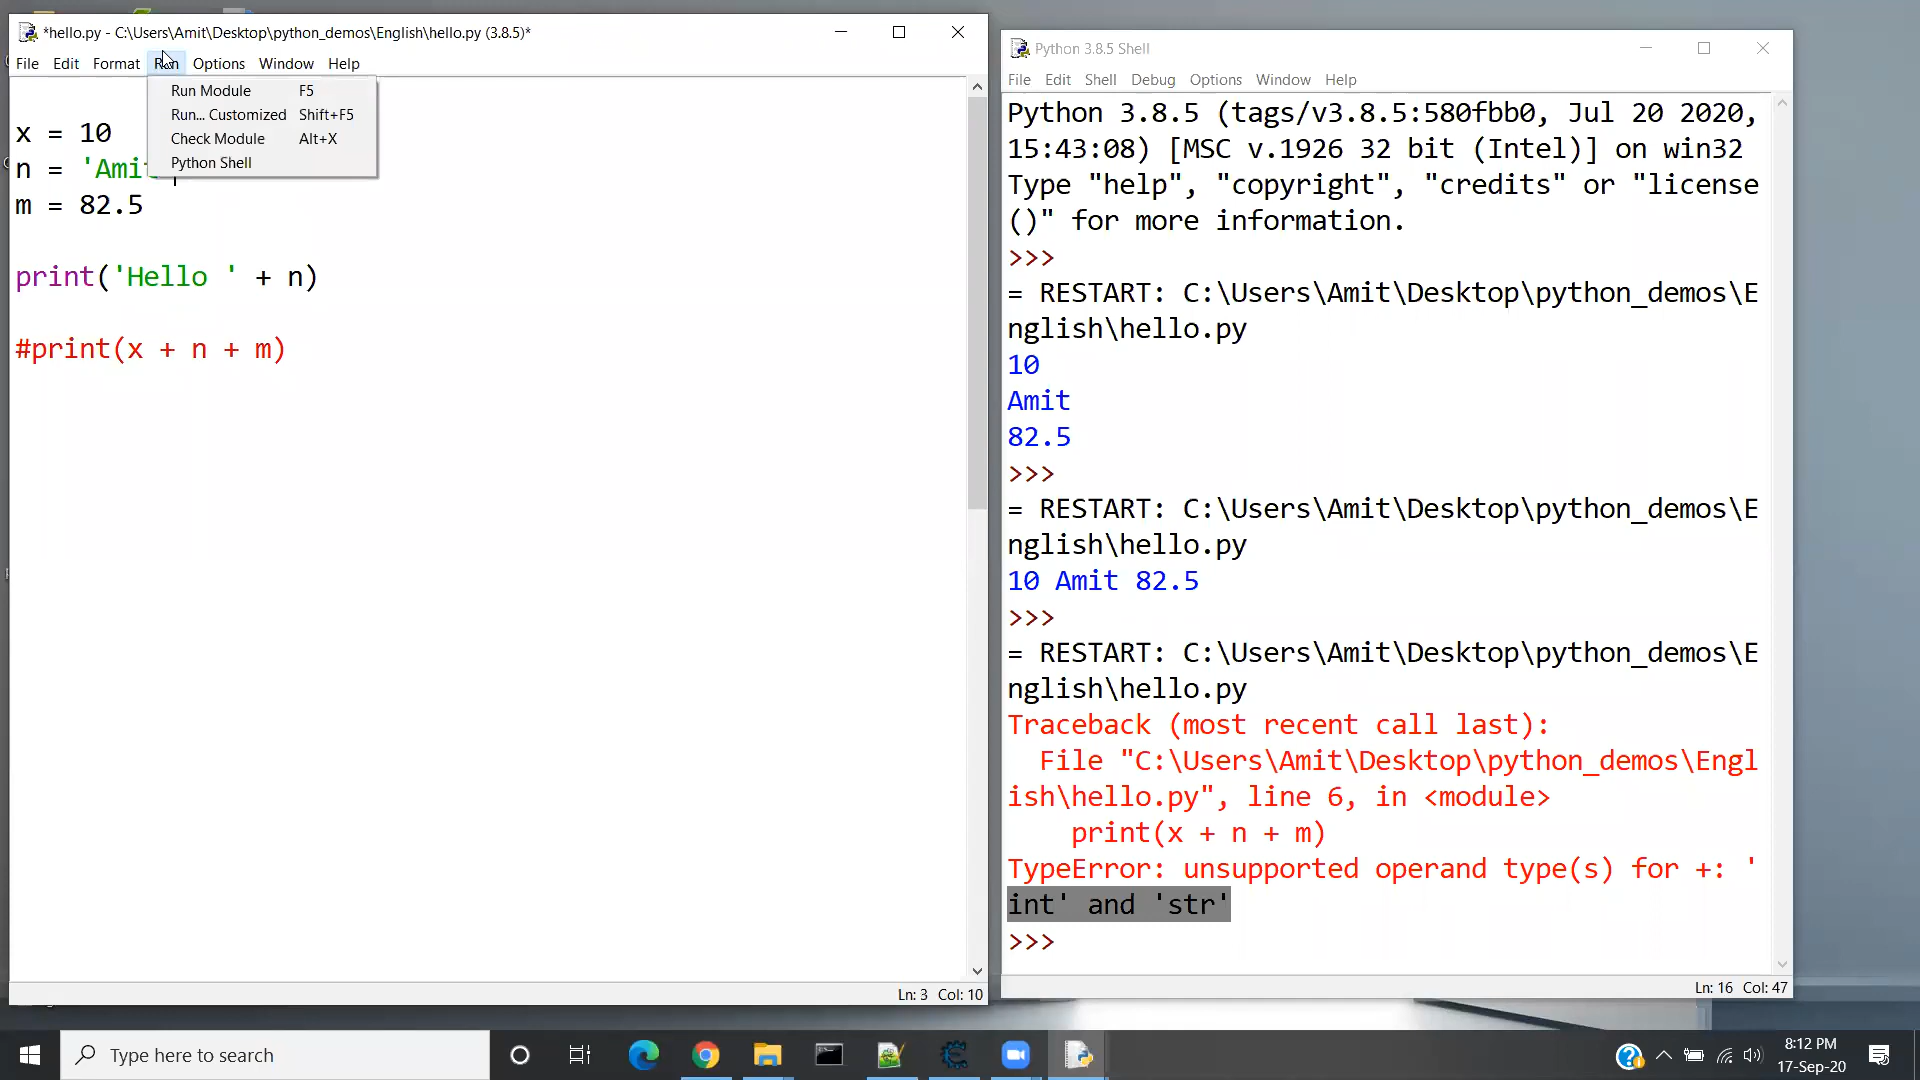 *hello.py - C:\Users\Amit\Desktop\python_demos\English\hello.py (3.8.5)*
File Edit Format Run Options Window Help
Run Module F5
Run... Customized Shift+F5
Check Module Alt+X
Python Shell
x = 10
n = 'Amit
m = 82.5
print('Hello ' + n)
#print(x + n + m)
Ln: 3 Col: 10
Python 3.8.5 Shell
File Edit Shell Debug Options Window Help
Python 3.8.5 (tags/v3.8.5:580fbb0, Jul 20 2020,
15:43:08) [MSC v.1926 32 bit (Intel)] on win32
Type "help", "copyright", "credits" or "license
()" for more information.
>>>
= RESTART: C:\Users\Amit\Desktop\python_demos\E
nglish\hello.py
10
Amit
82.5
>>>
= RESTART: C:\Users\Amit\Desktop\python_demos\E
nglish\hello.py
10 Amit 82.5
>>>
= RESTART: C:\Users\Amit\Desktop\python_demos\E
nglish\hello.py
Traceback (most recent call last):
  File "C:\Users\Amit\Desktop\python_demos\Engl
ish\hello.py", line 6, in <module>
    print(x + n + m)
TypeError: unsupported operand type(s) for +: '
int' and 'str'
>>>
Ln: 16 Col: 47
Type here to search
8:12 PM
17-Sep-20